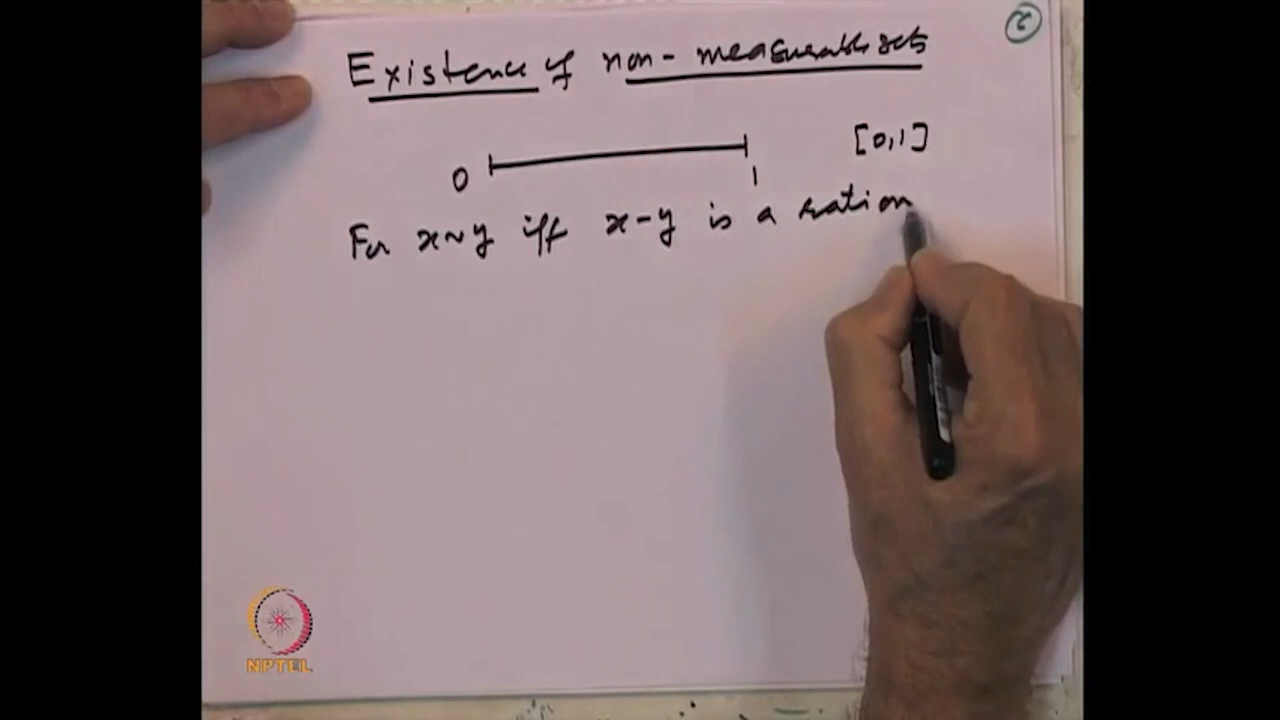 Existence of non-measurable sets
0 1 [0,1]
For x~y iff x-y is a ration
NPTEL